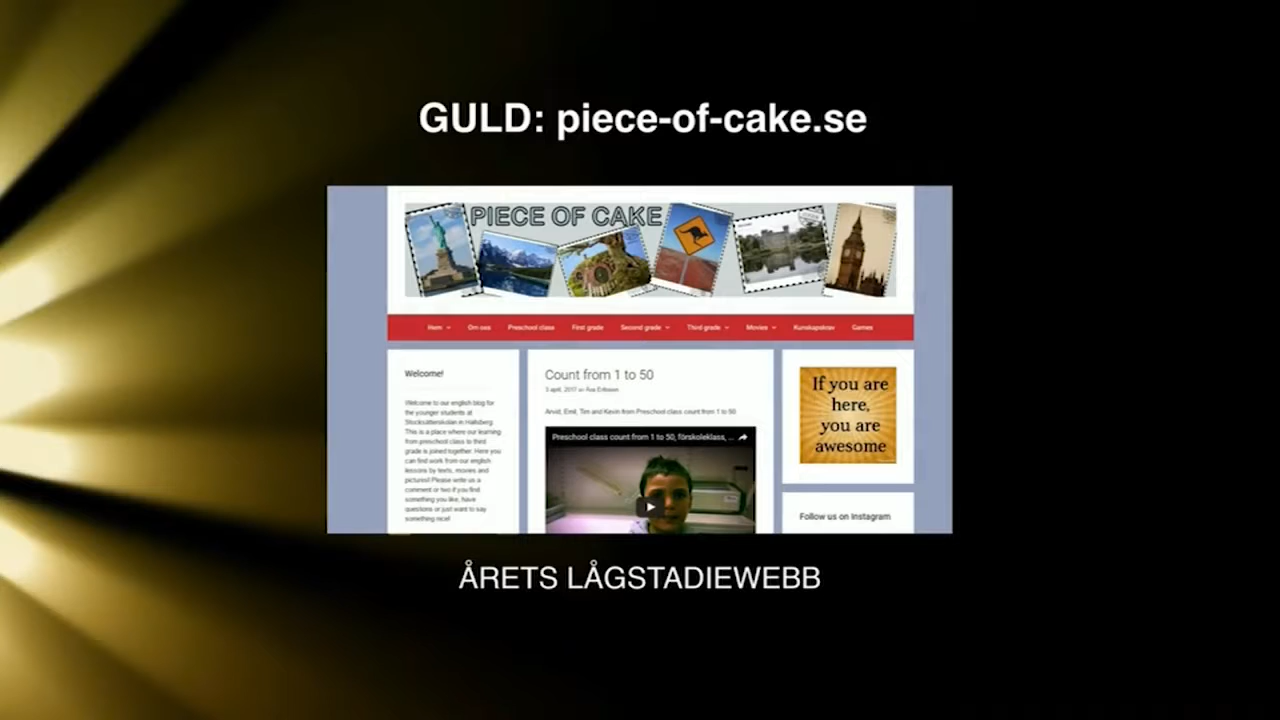 GULD: piece-of-cake.se
PIECE OF CAKE
Hem Om oss Preschool class First grade Second grade Third grade Movies Kunskapskrav Games
Welcome!
Welcome to our english blog for
the younger students at
Stocksätterskolan in Hallsberg.
This is a place where our learning
from preschool class to third
grade is joined together. Here you
can find work from our english
lessons by texts, movies and
pictures! Please write us a
comment or two if you find
something you like, have
questions or just want to say
something nice!
Count from 1 to 50
3 april, 2017 av Åsa Eriksson
Arvid, Emil, Tim and Kevin from Preschool class count from 1 to 50.
Preschool class count from 1 to 50, förskoleklass, ...
If you are
here,
you are
awesome
Follow us on Instagram
ÅRETS LÅGSTADIEWEBB